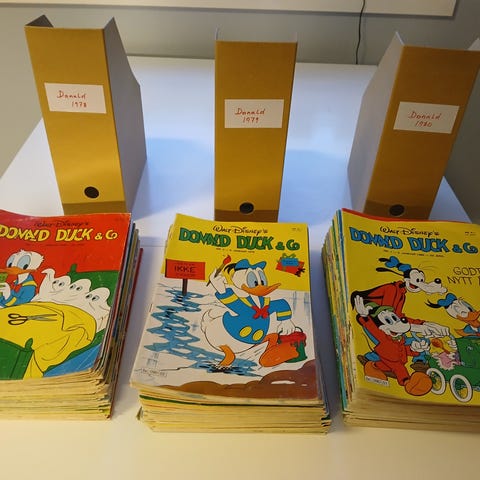 Donald
1978
Donald
1979
Donald
1980
WALT DISNEY's
DONALD DUCK & Co
WALT DISNEY's
DONALD DUCK & Co
IKKE
WALT DISNEY's
DONALD DUCK & Co
GODT
NYTT